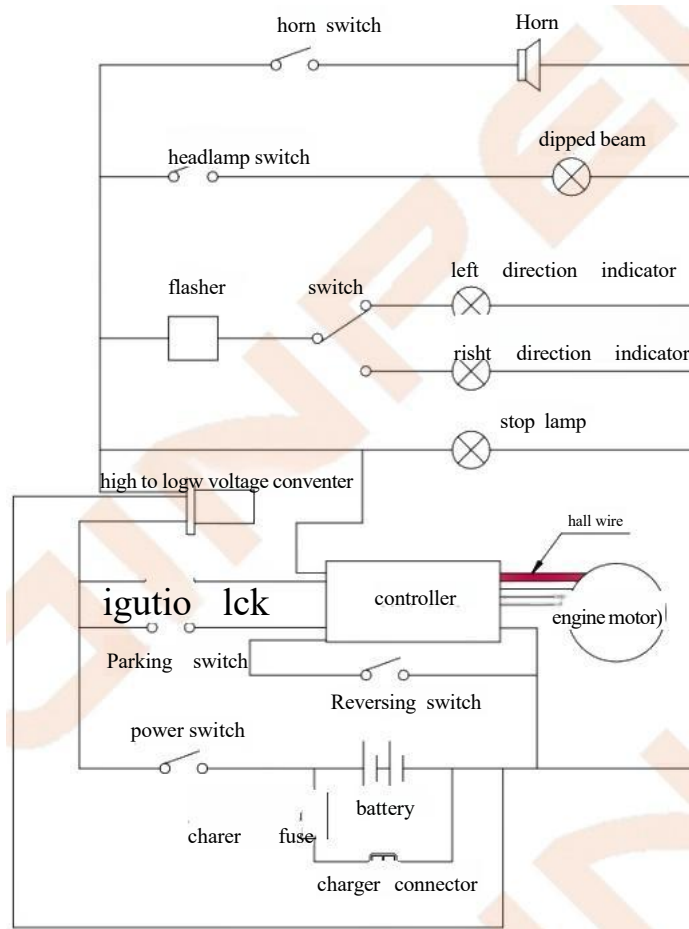 horn switch
Horn
headlamp switch
dipped beam
flasher
switch
left direction indicator
risht direction indicator
stop lamp
high to logw voltage conventer
hall wire
igutio lck
controller
engine motor)
Parking switch
Reversing switch
power switch
battery
charer fuse
charger connector